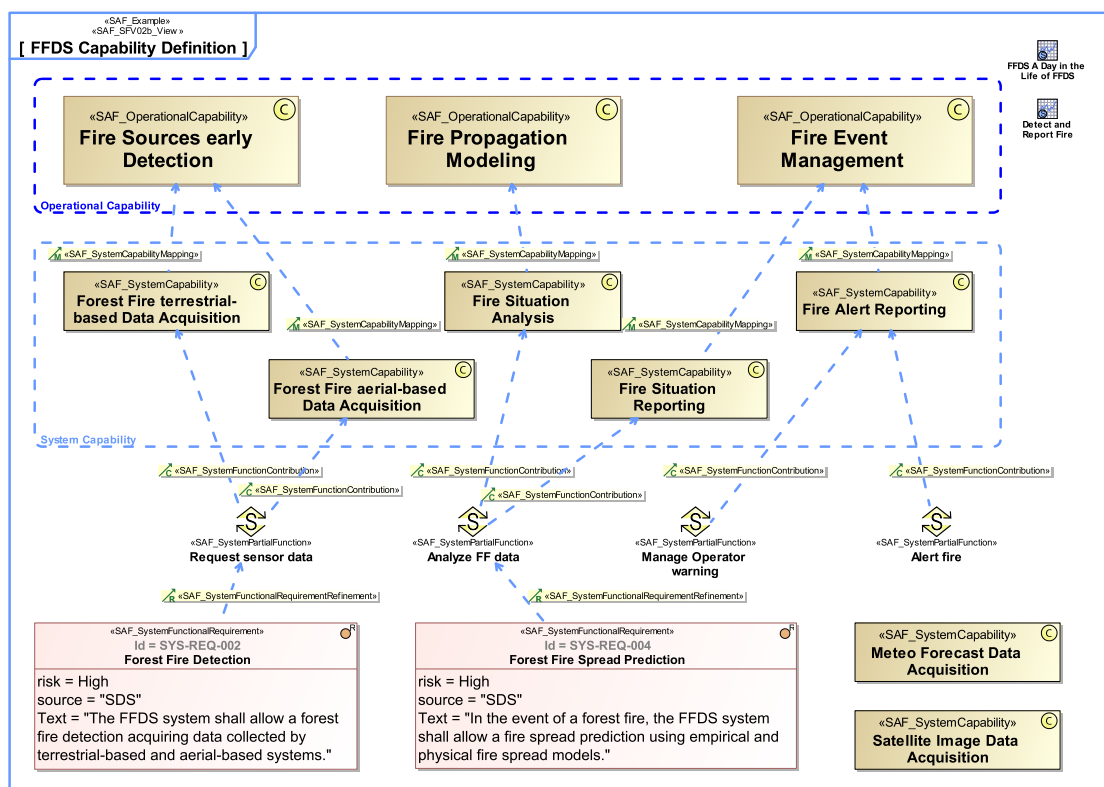 «SAF_Example»
«SAF_SFV02b_View»
[ FFDS Capability Definition ]
FFDS A Day in the
Life of FFDS
Detect and
Report Fire
«SAF_OperationalCapability»
Fire Sources early
Detection
C
«SAF_OperationalCapability»
Fire Propagation
Modeling
C
«SAF_OperationalCapability»
Fire Event
Management
C
Operational Capability
M «SAF_SystemCapabilityMapping»
M «SAF_SystemCapabilityMapping»
M «SAF_SystemCapabilityMapping»
«SAF_SystemCapability»
Forest Fire terrestrial-
based Data Acquisition
C
«SAF_SystemCapability»
Fire Situation
Analysis
C
«SAF_SystemCapability»
Fire Alert Reporting
C
M «SAF_SystemCapabilityMapping»
M «SAF_SystemCapabilityMapping»
«SAF_SystemCapability»
Forest Fire aerial-based
Data Acquisition
C
«SAF_SystemCapability»
Fire Situation
Reporting
C
System Capability
C «SAF_SystemFunctionContribution»
C «SAF_SystemFunctionContribution»
C «SAF_SystemFunctionContribution»
C «SAF_SystemFunctionContribution»
C «SAF_SystemFunctionContribution»
C «SAF_SystemFunctionContribution»
S
«SAF_SystemPartialFunction»
Request sensor data
S
«SAF_SystemPartialFunction»
Analyze FF data
S
«SAF_SystemPartialFunction»
Manage Operator
warning
S
«SAF_SystemPartialFunction»
Alert fire
R «SAF_SystemFunctionalRequirementRefinement»
R «SAF_SystemFunctionalRequirementRefinement»
«SAF_SystemFunctionalRequirement»
R
Id = SYS-REQ-002
Forest Fire Detection
risk = High
source = "SDS"
Text = "The FFDS system shall allow a forest
fire detection acquiring data collected by
terrestrial-based and aerial-based systems."
«SAF_SystemFunctionalRequirement»
R
Id = SYS-REQ-004
Forest Fire Spread Prediction
risk = High
source = "SDS"
Text = "In the event of a forest fire, the FFDS system
shall allow a fire spread prediction using empirical and
physical fire spread models."
«SAF_SystemCapability»
Meteo Forecast Data
Acquisition
C
«SAF_SystemCapability»
Satellite Image Data
Acquisition
C